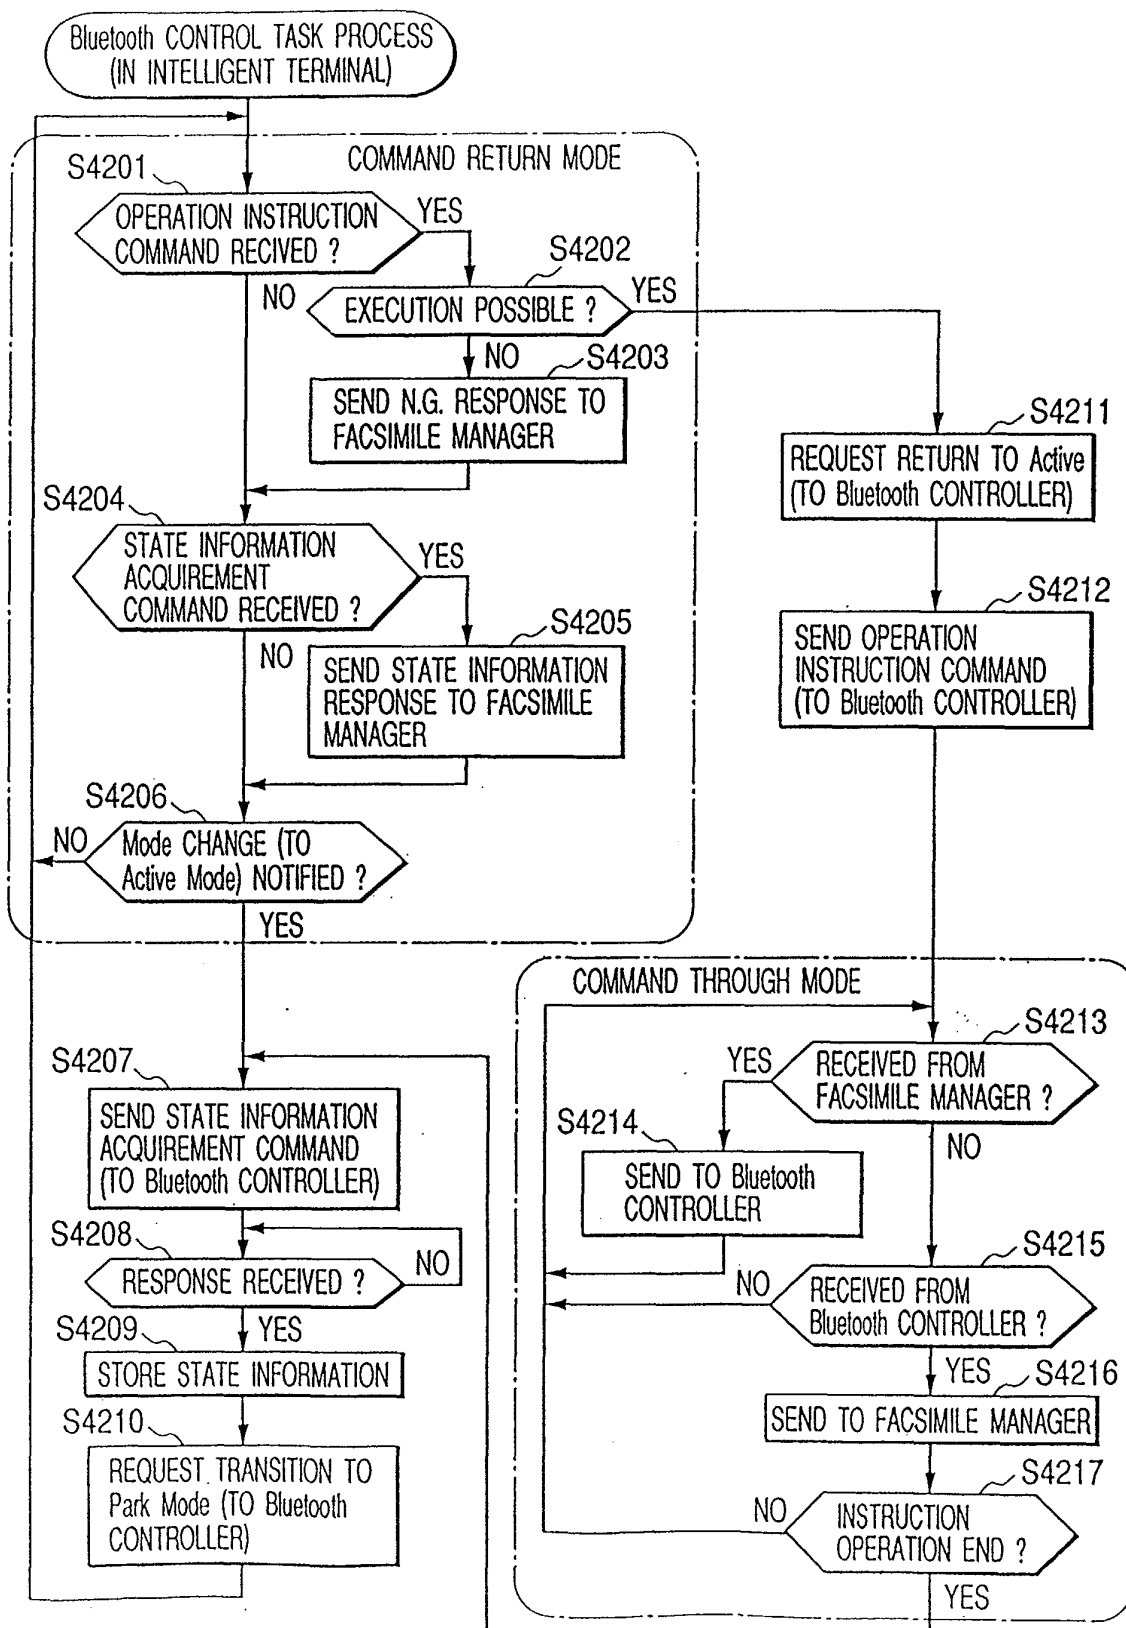 Bluetooth CONTROL TASK PROCESS
(IN INTELLIGENT TERMINAL)
COMMAND RETURN MODE
S4201
OPERATION INSTRUCTION
COMMAND RECIVED ?
YES
NO
S4202
EXECUTION POSSIBLE ?
YES
NO
S4203
SEND N.G. RESPONSE TO
FACSIMILE MANAGER
S4204
STATE INFORMATION
ACQUIREMENT
COMMAND RECEIVED ?
YES
NO
S4205
SEND STATE INFORMATION
RESPONSE TO FACSIMILE
MANAGER
S4206
Mode CHANGE (TO
Active Mode) NOTIFIED ?
NO
YES
S4207
SEND STATE INFORMATION
ACQUIREMENT COMMAND
(TO Bluetooth CONTROLLER)
S4208
RESPONSE RECEIVED ?
NO
YES
S4209
STORE STATE INFORMATION
S4210
REQUEST TRANSITION TO
Park Mode (TO Bluetooth
CONTROLLER)
S4211
REQUEST RETURN TO Active
(TO Bluetooth CONTROLLER)
S4212
SEND OPERATION
INSTRUCTION COMMAND
(TO Bluetooth CONTROLLER)
COMMAND THROUGH MODE
S4213
RECEIVED FROM
FACSIMILE MANAGER ?
YES
NO
S4214
SEND TO Bluetooth
CONTROLLER
S4215
RECEIVED FROM
Bluetooth CONTROLLER ?
NO
YES
S4216
SEND TO FACSIMILE MANAGER
S4217
INSTRUCTION
OPERATION END ?
NO
YES